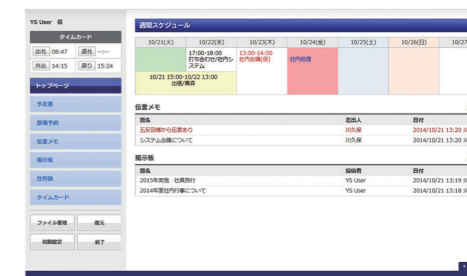 YS User 様
タイムカード
出社 08:47 退社 --:--
外出 14:15 戻り 15:24
トップページ
予定表
設備予約
伝言メモ
掲示板
住所録
タイムカード
ファイル管理 復元
初期設定 終了
週間スケジュール
10/21(火) 10/22(水) 10/23(木) 10/24(金) 10/25(土) 10/26(日) 10/27
17:00-18:00
打ち合わせ/社内シ
ステム
13:00-14:00
社内会議(仮)
社内処理
10/21 15:00-10/22 13:00
出張/青森
伝言メモ
題名 差出人 日付
五反田様から伝言あり 川久保 2014/10/21 13:20 火
システム会議について 川久保 2014/10/21 13:20 火
掲示板
題名 投稿者 日付
2015年実施 社員旅行 YS User 2014/10/21 13:19 火
2014年度社内行事について YS User 2014/10/21 13:18 火